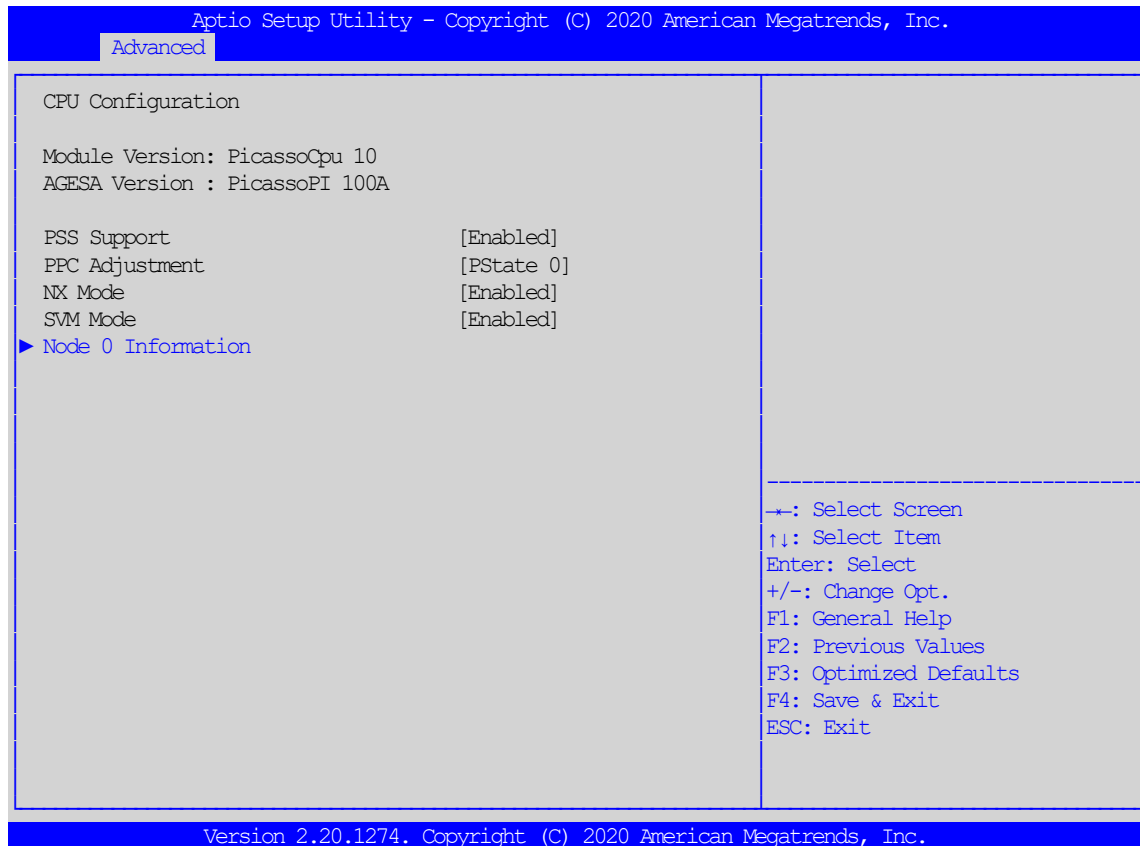 Aptio Setup Utility - Copyright (C) 2020 American Megatrends, Inc.
Advanced
CPU Configuration
Module Version: PicassoCpu 10
AGESA Version : PicassoPI 100A
PSS Support [Enabled]
PPC Adjustment [PState 0]
NX Mode [Enabled]
SVM Mode [Enabled]
► Node 0 Information
→←: Select Screen
↑↓: Select Item
Enter: Select
+/-: Change Opt.
F1: General Help
F2: Previous Values
F3: Optimized Defaults
F4: Save & Exit
ESC: Exit
Version 2.20.1274. Copyright (C) 2020 American Megatrends, Inc.